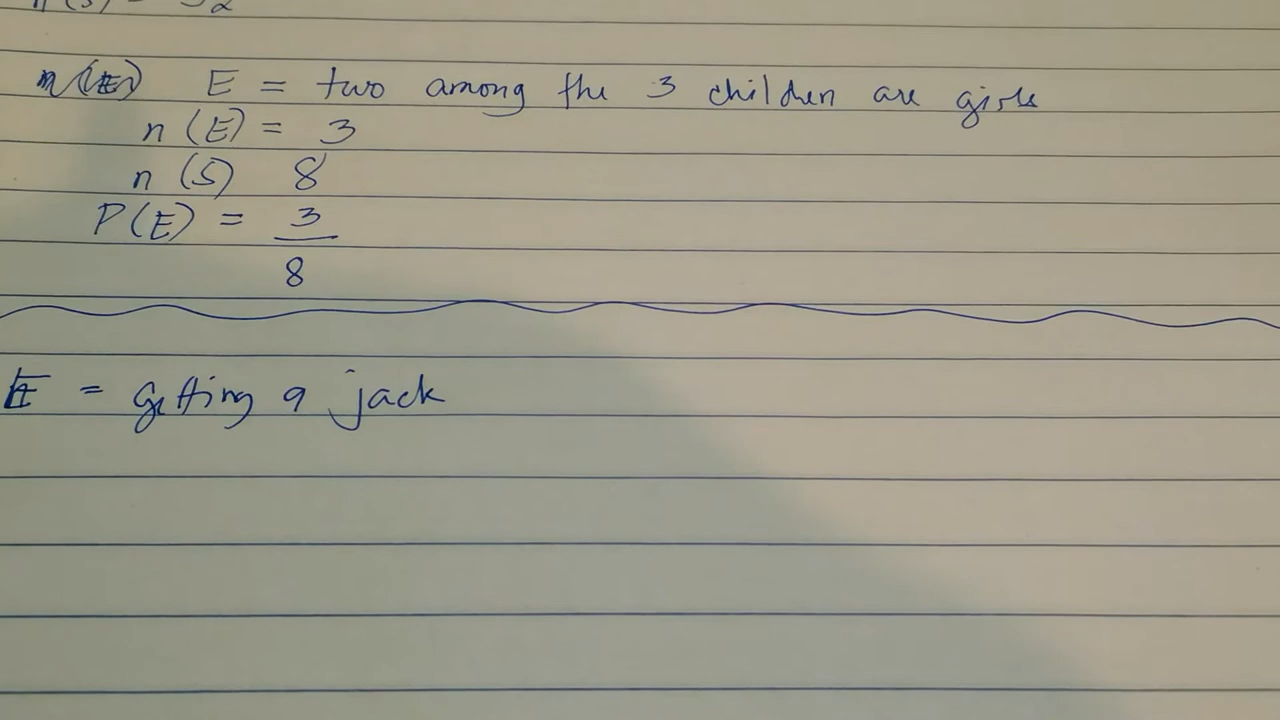 n(E) E = two among the 3 children are girls
n (E) = 3
n (S) 8
P(E) = 3
8
E = Getting a jack